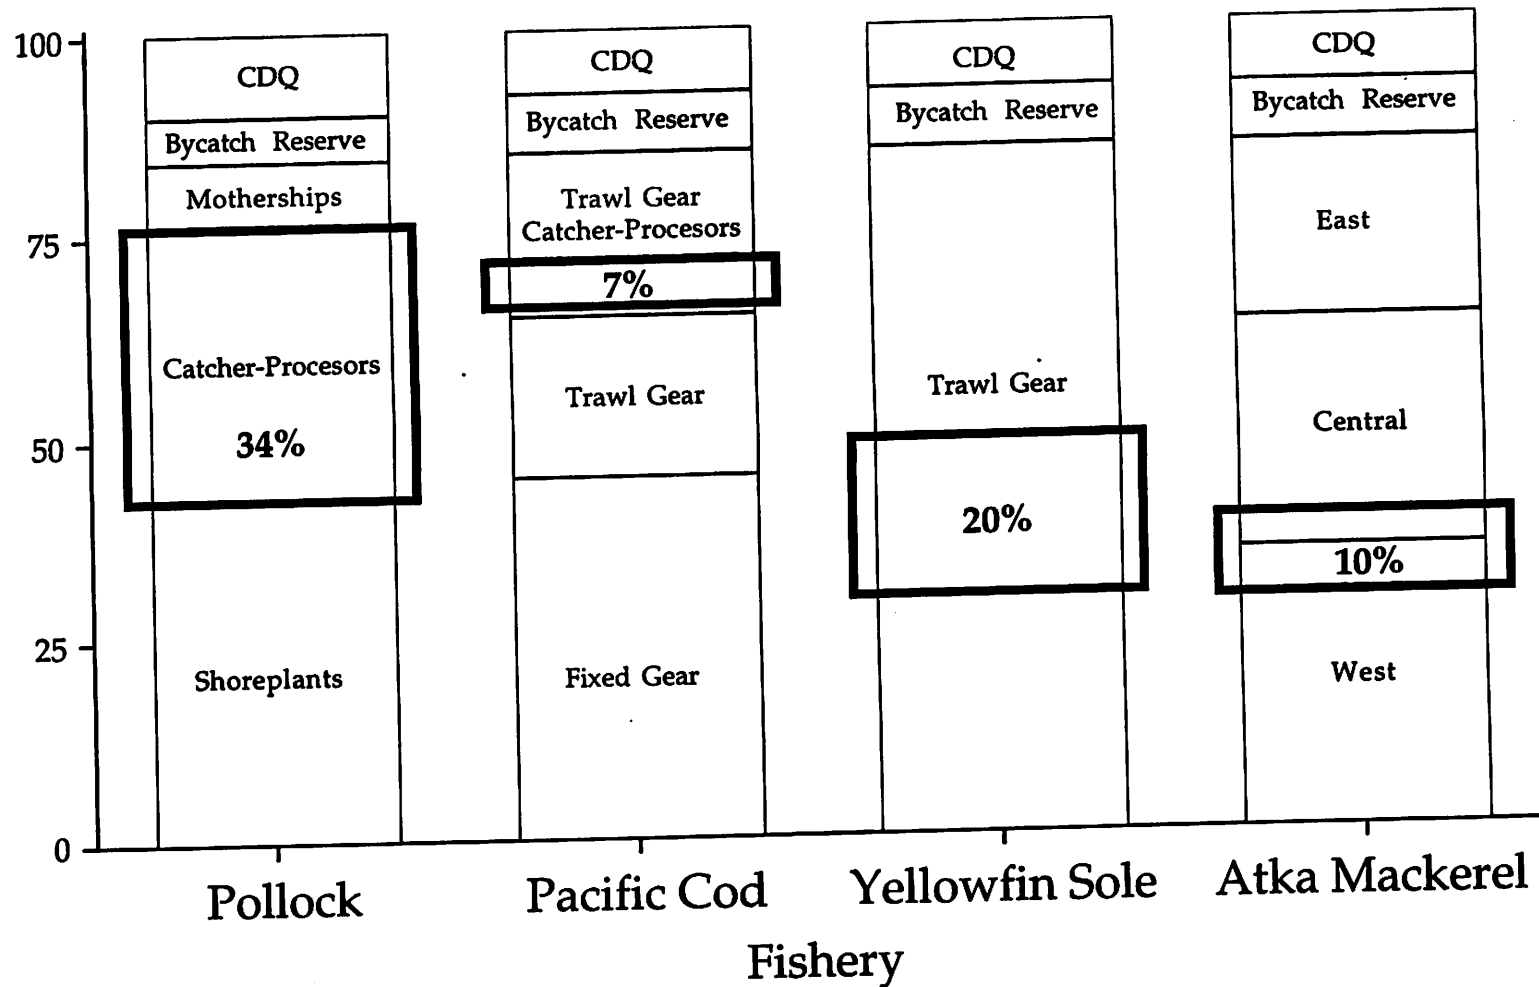 100
75
50
25
0
CDQ
Bycatch Reserve
Motherships
Catcher-Procesors
34%
Shoreplants
CDQ
Bycatch Reserve
Trawl Gear
Catcher-Procesors
7%
Trawl Gear
Fixed Gear
CDQ
Bycatch Reserve
Trawl Gear
20%
CDQ
Bycatch Reserve
East
Central
10%
West
Pollock
Pacific Cod
Yellowfin Sole
Atka Mackerel
Fishery